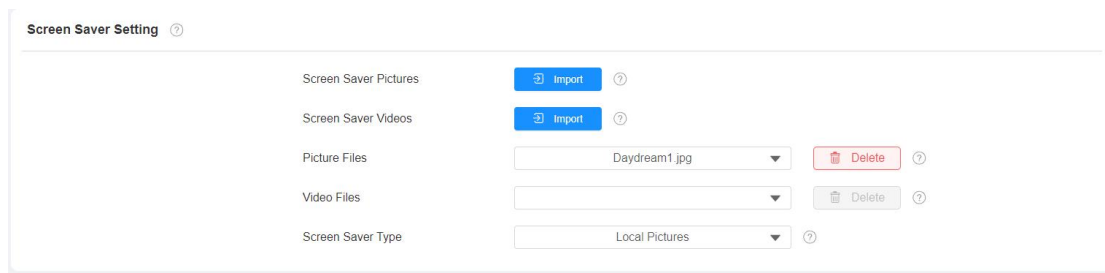 Screen Saver Setting ?
Screen Saver Pictures Import ?
Screen Saver Videos Import ?
Picture Files Daydream1.jpg Delete ?
Video Files Delete ?
Screen Saver Type Local Pictures ?